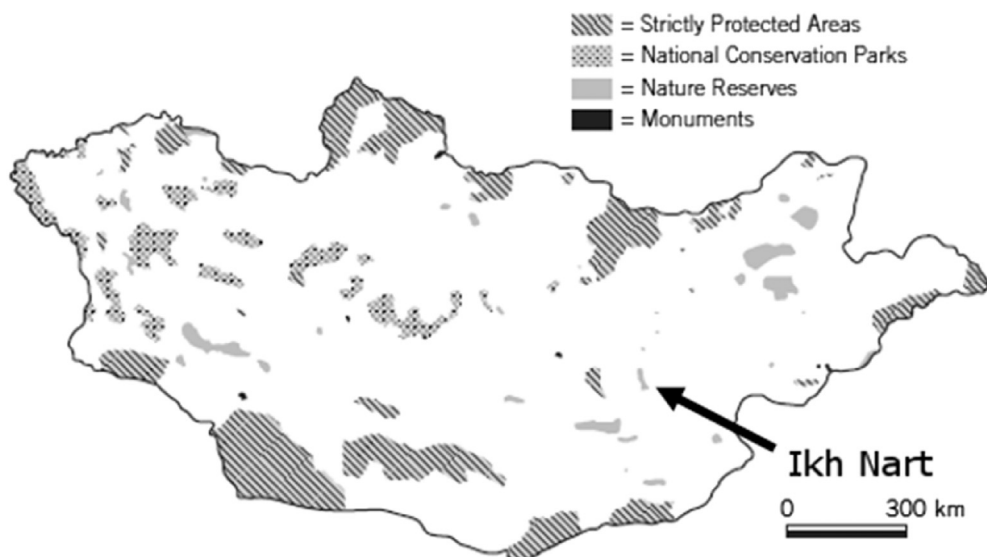 = Strictly Protected Areas
= National Conservation Parks
= Nature Reserves
= Monuments
Ikh Nart
0 300 km